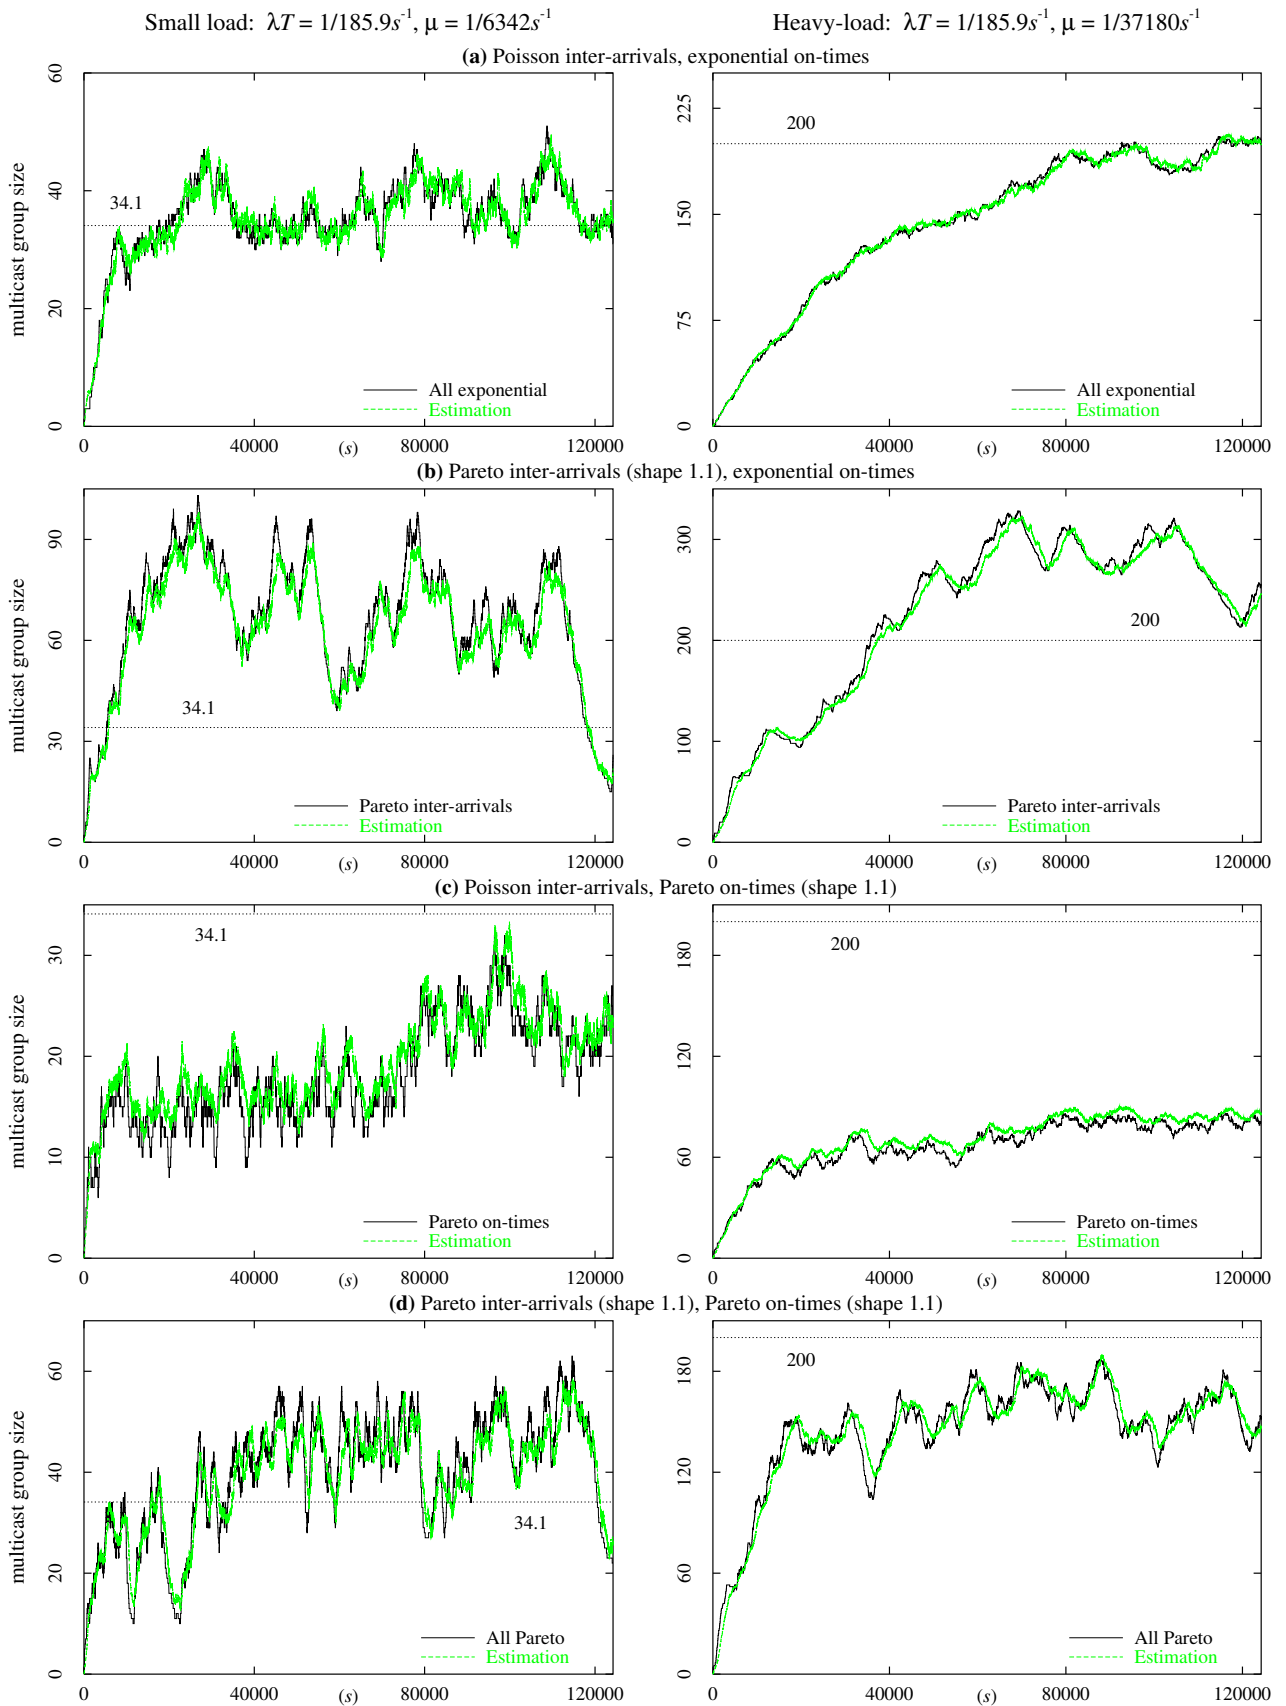 Small load: λT = 1/185.9s⁻¹, μ = 1/6342s⁻¹
Heavy-load: λT = 1/185.9s⁻¹, μ = 1/37180s⁻¹
(a) Poisson inter-arrivals, exponential on-times
multicast group size
60
40
20
0
34.1
All exponential
Estimation
0 40000 (s) 80000 120000
225
150
75
0
200
All exponential
Estimation
0 40000 (s) 80000 120000
(b) Pareto inter-arrivals (shape 1.1), exponential on-times
multicast group size
90
60
30
0
34.1
Pareto inter-arrivals
Estimation
0 40000 (s) 80000 120000
300
200
100
0
200
Pareto inter-arrivals
Estimation
0 40000 (s) 80000 120000
(c) Poisson inter-arrivals, Pareto on-times (shape 1.1)
multicast group size
30
20
10
0
34.1
Pareto on-times
Estimation
0 40000 (s) 80000 120000
180
120
60
0
200
Pareto on-times
Estimation
0 40000 (s) 80000 120000
(d) Pareto inter-arrivals (shape 1.1), Pareto on-times (shape 1.1)
multicast group size
60
40
20
0
34.1
All Pareto
Estimation
0 40000 (s) 80000 120000
180
120
60
0
200
All Pareto
Estimation
0 40000 (s) 80000 120000